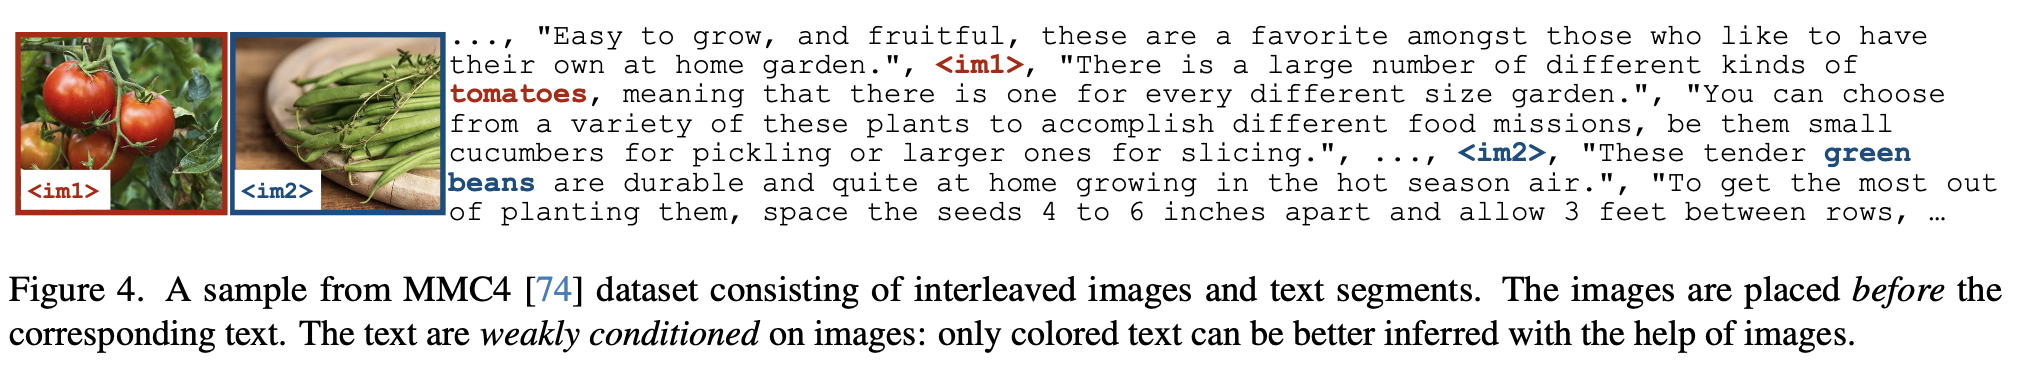 ..., "Easy to grow, and fruitful, these are a favorite amongst those who like to have
their own at home garden.", <im1>, "There is a large number of different kinds of
tomatoes, meaning that there is one for every different size garden.", "You can choose
from a variety of these plants to accomplish different food missions, be them small
cucumbers for pickling or larger ones for slicing.", ..., <im2>, "These tender green
beans are durable and quite at home growing in the hot season air.", "To get the most out
of planting them, space the seeds 4 to 6 inches apart and allow 3 feet between rows, …
<im1>
<im2>
Figure 4. A sample from MMC4 [74] dataset consisting of interleaved images and text segments. The images are placed before the
corresponding text. The text are weakly conditioned on images: only colored text can be better inferred with the help of images.